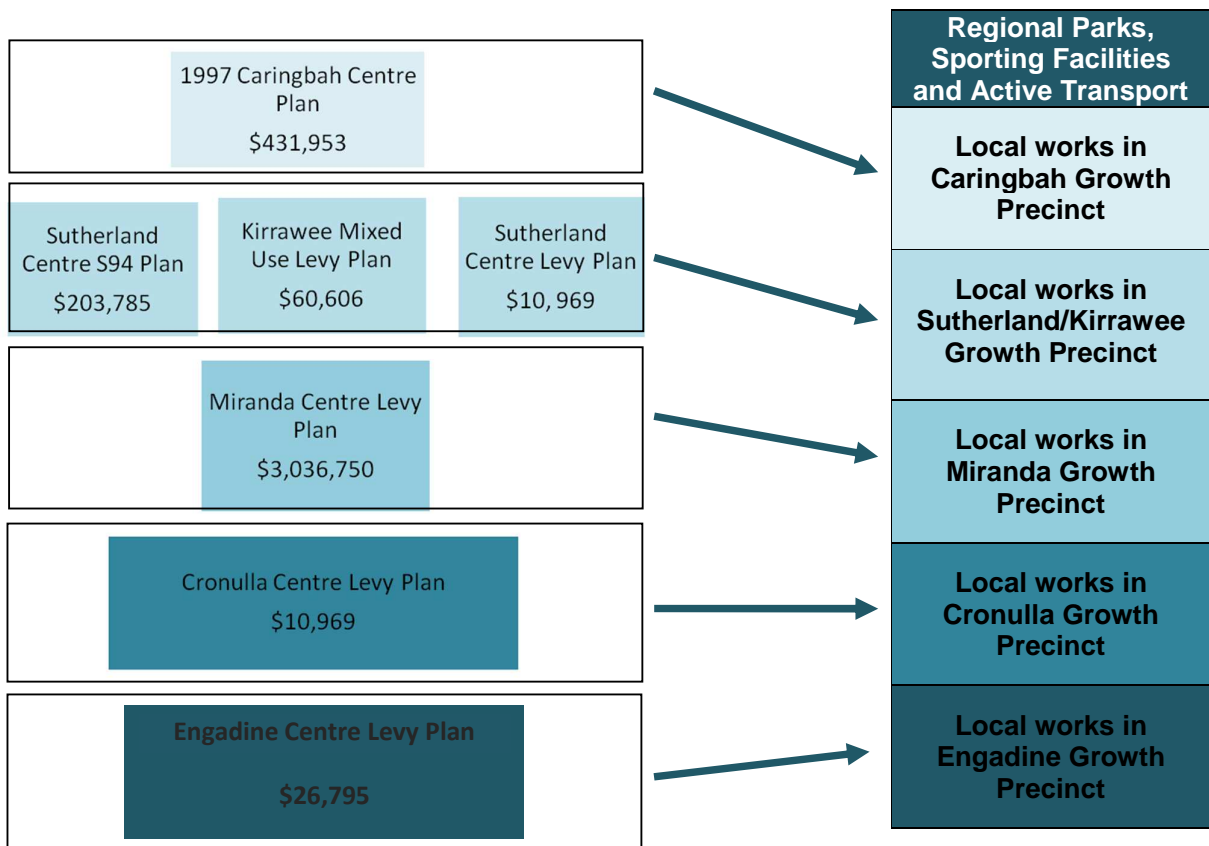 1997 Caringbah Centre
Plan
$431,953
Sutherland
Centre S94 Plan
$203,785
Kirrawee Mixed
Use Levy Plan
$60,606
Sutherland
Centre Levy Plan
$10, 969
Miranda Centre Levy
Plan
$3,036,750
Cronulla Centre Levy Plan
$10,969
Engadine Centre Levy Plan
$26,795
Regional Parks,
Sporting Facilities
and Active Transport
Local works in
Caringbah Growth
Precinct
Local works in
Sutherland/Kirrawee
Growth Precinct
Local works in
Miranda Growth
Precinct
Local works in
Cronulla Growth
Precinct
Local works in
Engadine Growth
Precinct